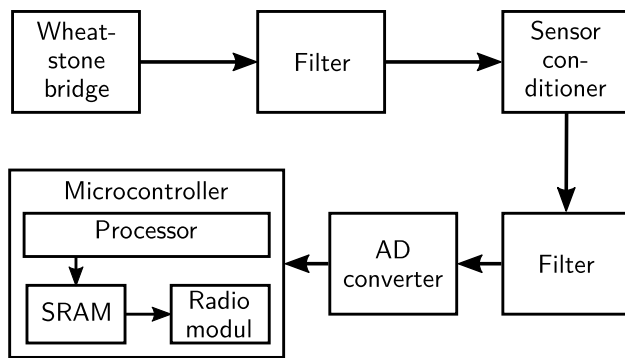 Wheat-
stone
bridge
Filter
Sensor
con-
ditioner
Microcontroller
Processor
SRAM
Radio
modul
AD
converter
Filter